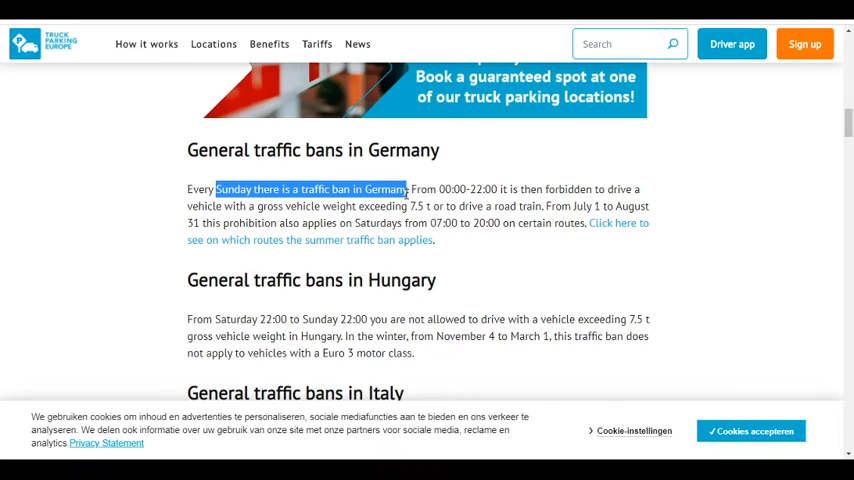 TRUCK
PARKING
EUROPE
How it works
Locations
Benefits
Tariffs
News
Search
Driver app
Sign up
Book a guaranteed spot at one
of our truck parking locations!
General traffic bans in Germany
Every Sunday there is a traffic ban in Germany. From 00:00-22:00 it is then forbidden to drive a
vehicle with a gross vehicle weight exceeding 7.5 t or to drive a road train. From July 1 to August
31 this prohibition also applies on Saturdays from 07:00 to 20:00 on certain routes. Click here to
see on which routes the summer traffic ban applies.
General traffic bans in Hungary
From Saturday 22:00 to Sunday 22:00 you are not allowed to drive with a vehicle exceeding 7.5 t
gross vehicle weight in Hungary. In the winter, from November 4 to March 1, this traffic ban does
not apply to vehicles with a Euro 3 motor class.
General traffic bans in Italy
We gebruiken cookies om inhoud en advertenties te personaliseren, sociale mediafuncties aan te bieden en ons verkeer te
analyseren. We delen ook informatie over uw gebruik van onze site met onze partners voor sociale media, reclame en
analytics.Privacy Statement
Cookie-instellingen
✓Cookies accepteren